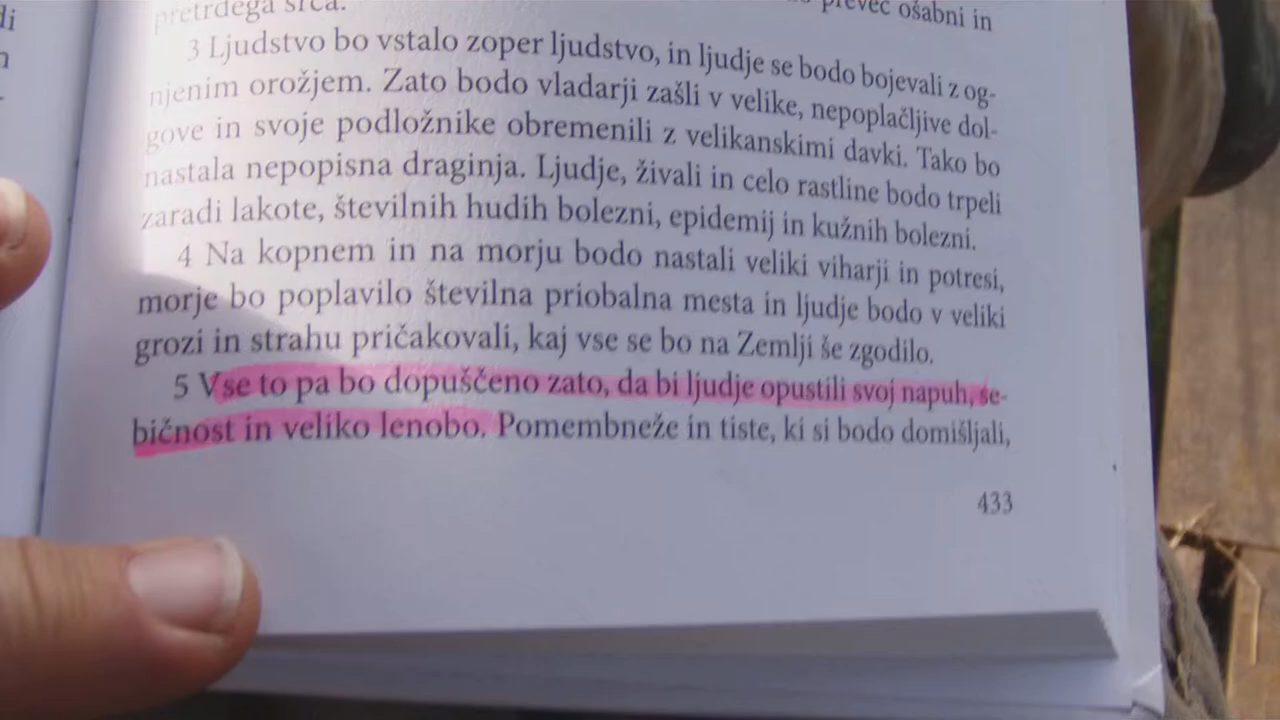 pretrdega srca.
preveč ošabni in
3 Ljudstvo bo vstalo zoper ljudstvo, in ljudje se bodo bojevali z og-
njenim orožjem. Zato bodo vladarji zašli v velike, nepoplačljive dol-
gove in svoje podložnike obremenili z velikanskimi davki. Tako bo
nastala nepopisna draginja. Ljudje, živali in celo rastline bodo trpeli
zaradi lakote, številnih hudih bolezni, epidemij in kužnih bolezni.
4 Na kopnem in na morju bodo nastali veliki viharji in potresi,
morje bo poplavilo številna priobalna mesta in ljudje bodo v veliki
grozi in strahu pričakovali, kaj vse se bo na Zemlji še zgodilo.
5 Vse to pa bo dopuščeno zato, da bi ljudje opustili svoj napuh, se-
bičnost in veliko lenobo. Pomembneže in tiste, ki si bodo domišljali,
433